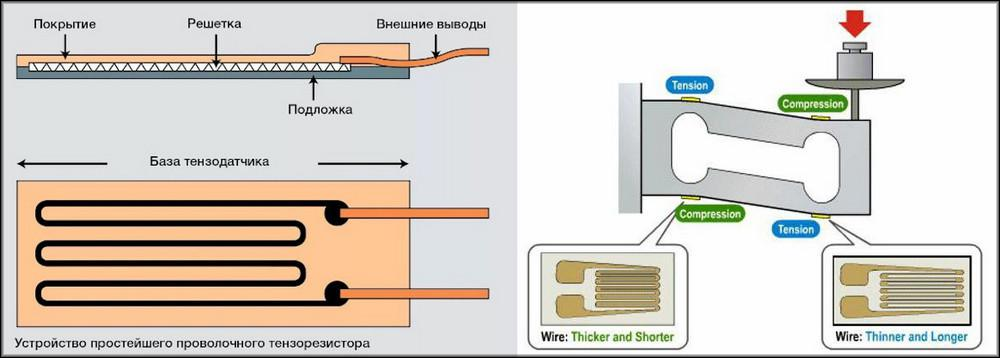 Покрытие
Решетка
Внешние выводы
Подложка
База тензодатчика
Устройство простейшего проволочного тензорезистора
Tension
Compression
Compression
Tension
Wire: Thicker and Shorter
Wire: Thinner and Longer